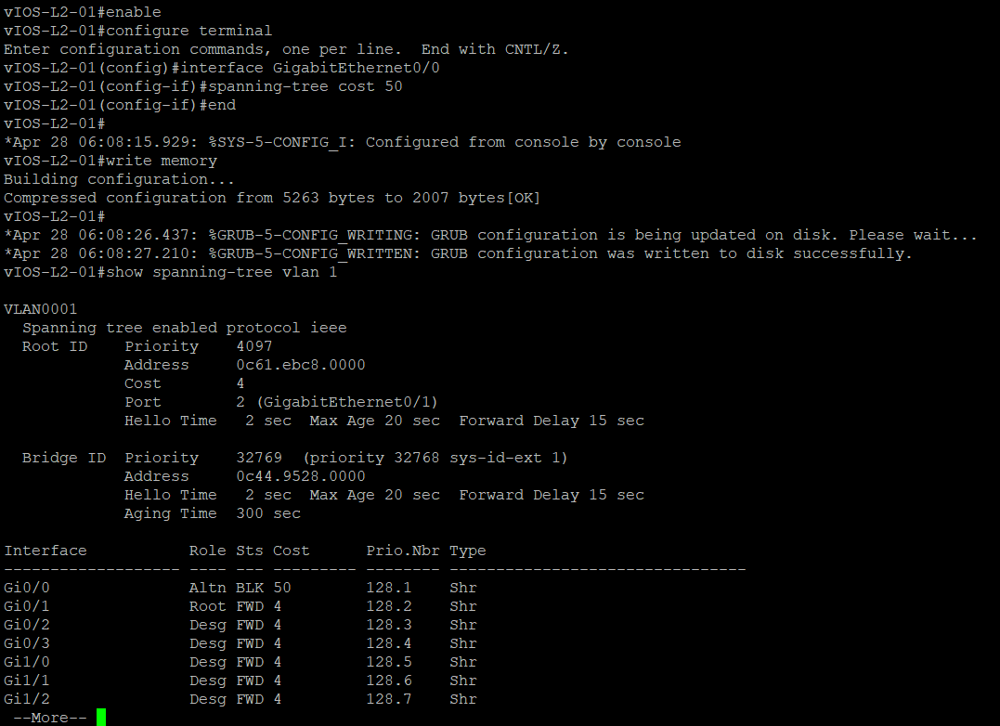 vIOS-L2-01#enable
vIOS-L2-01#configure terminal
Enter configuration commands, one per line.  End with CNTL/Z.
vIOS-L2-01(config)#interface GigabitEthernet0/0
vIOS-L2-01(config-if)#spanning-tree cost 50
vIOS-L2-01(config-if)#end
vIOS-L2-01#
*Apr 28 06:08:15.929: %SYS-5-CONFIG_I: Configured from console by console
vIOS-L2-01#write memory
Building configuration...
Compressed configuration from 5263 bytes to 2007 bytes[OK]
vIOS-L2-01#
*Apr 28 06:08:26.437: %GRUB-5-CONFIG_WRITING: GRUB configuration is being updated on disk. Please wait...
*Apr 28 06:08:27.210: %GRUB-5-CONFIG_WRITTEN: GRUB configuration was written to disk successfully.
vIOS-L2-01#show spanning-tree vlan 1

VLAN0001
  Spanning tree enabled protocol ieee
  Root ID    Priority    4097
             Address     0c61.ebc8.0000
             Cost        4
             Port        2 (GigabitEthernet0/1)
             Hello Time   2 sec  Max Age 20 sec  Forward Delay 15 sec

  Bridge ID  Priority    32769  (priority 32768 sys-id-ext 1)
             Address     0c44.9528.0000
             Hello Time   2 sec  Max Age 20 sec  Forward Delay 15 sec
             Aging Time  300 sec

Interface           Role Sts Cost      Prio.Nbr Type
------------------- ---- --- --------- -------- --------------------------------
Gi0/0               Altn BLK 50        128.1    Shr
Gi0/1               Root FWD 4         128.2    Shr
Gi0/2               Desg FWD 4         128.3    Shr
Gi0/3               Desg FWD 4         128.4    Shr
Gi1/0               Desg FWD 4         128.5    Shr
Gi1/1               Desg FWD 4         128.6    Shr
Gi1/2               Desg FWD 4         128.7    Shr
 --More--